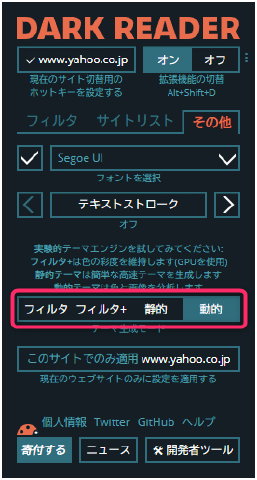 DARK READER
www.yahoo.co.jp オン オフ
現在のサイト切替用の 拡張機能の切替
ホットキーを設定する Alt+Shift+D
フィルタ サイトリスト その他
Segoe UI
フォントを選択
テキストストローク
オフ
実験的テーマエンジンを試してみてください:
フィルタ+は色の彩度を維持します(GPUを使用)
静的テーマは簡単な高速テーマを生成します
動的テーマは色と画像を分析します
フィルタ フィルタ+ 静的 動的
テーマ生成モード
このサイトでのみ適用 www.yahoo.co.jp
現在のウェブサイトのみに設定を適用する
個人情報 Twitter GitHub ヘルプ
寄付する ニュース 開発者ツール